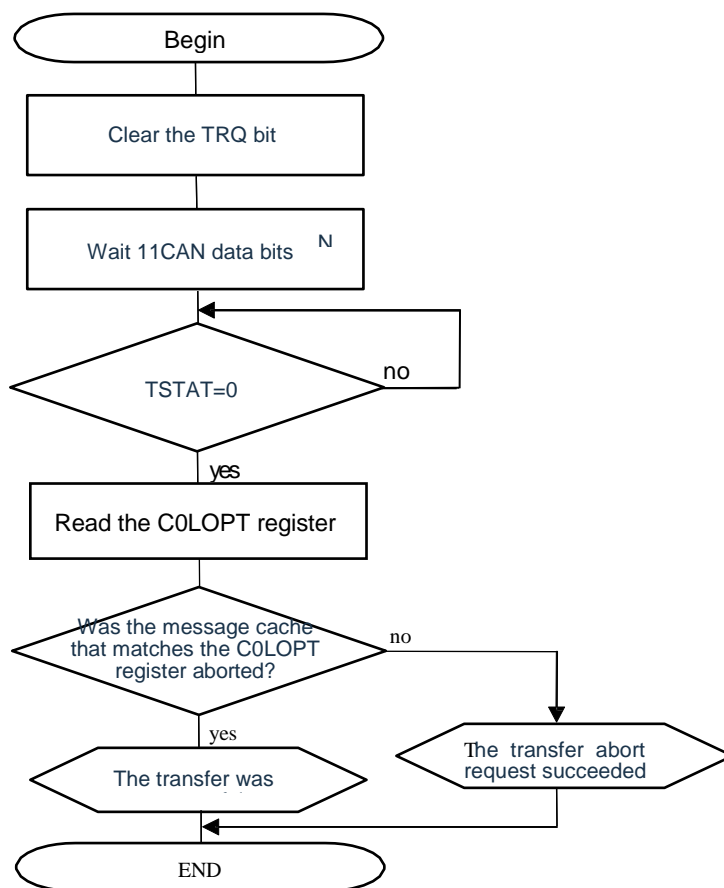 Begin
Clear the TRQ bit
Wait 11CAN data bits N
TSTAT=0
no
yes
Read the C0LOPT register
Was the message cache
that matches the C0LOPT
register aborted?
no
yes
The transfer was
The transfer abort
request succeeded
END